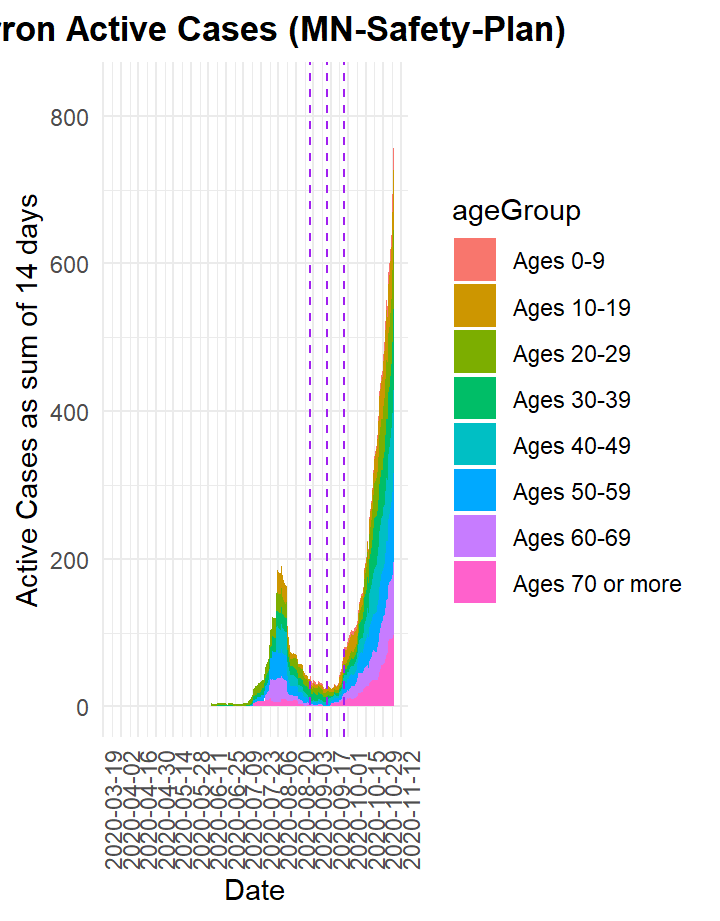 rron Active Cases (MN-Safety-Plan)
Active Cases as sum of 14 days
800
600
400
200
0
2020-03-19
2020-04-02
2020-04-16
2020-04-30
2020-05-14
2020-05-28
2020-06-11
2020-06-25
2020-07-09
2020-07-23
2020-08-06
2020-08-20
2020-09-03
2020-09-17
2020-10-01
2020-10-15
2020-10-29
2020-11-12
Date
ageGroup
Ages 0-9
Ages 10-19
Ages 20-29
Ages 30-39
Ages 40-49
Ages 50-59
Ages 60-69
Ages 70 or more